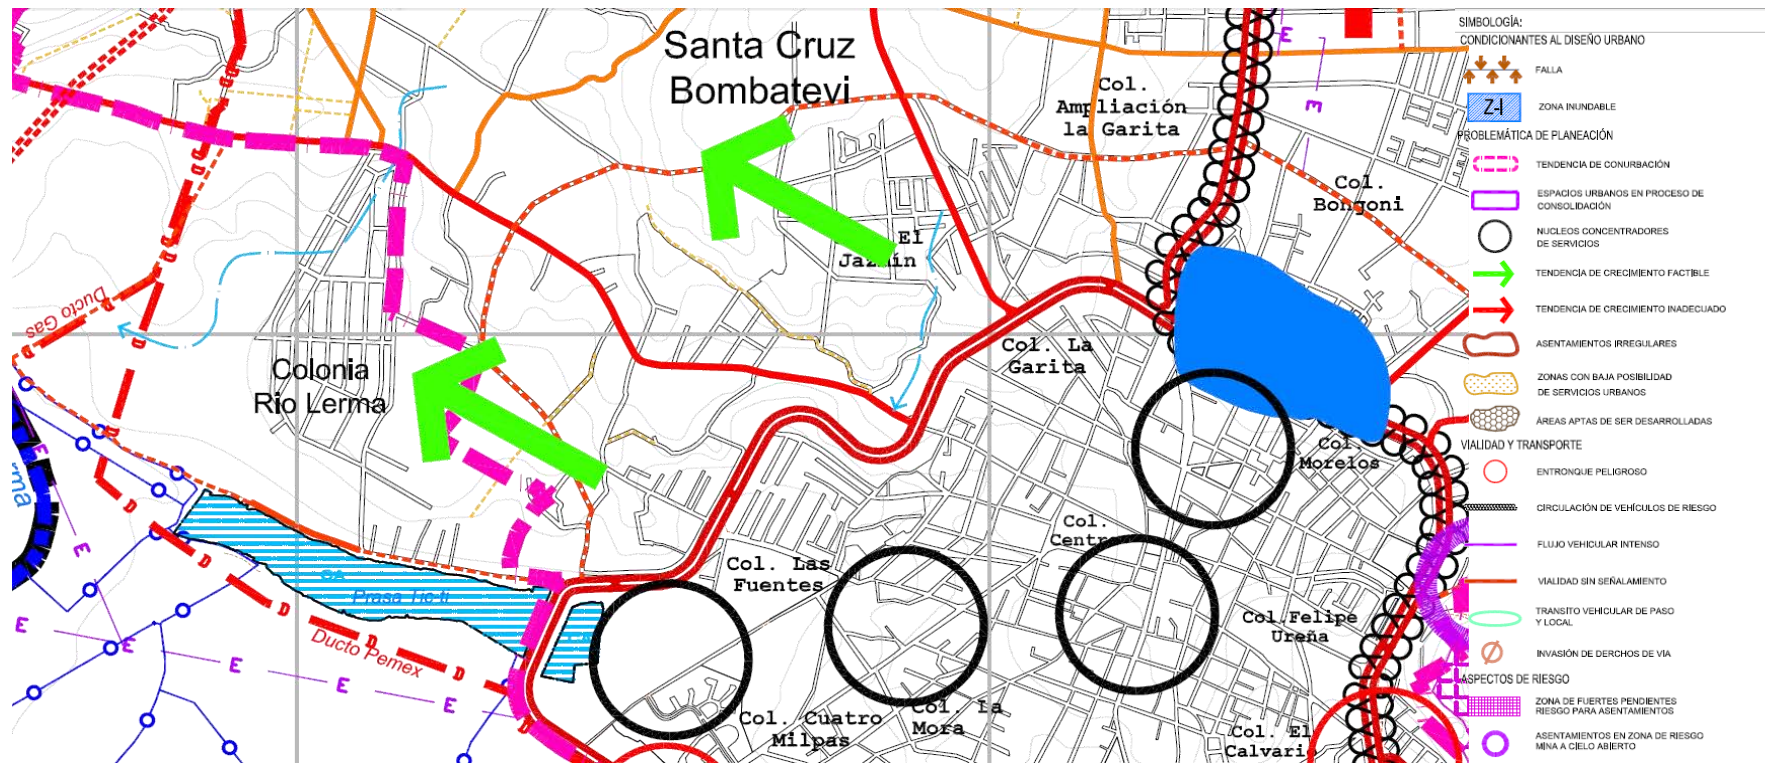 Santa Cruz
Bombatevi
Col.
Ampliación
la Garita
Col.
Bongoni
El
Jazmín
Ducto Gas
Colonia
Rio Lerma
Col. La
Garita
Col.
Morelos
Col.
Centro
Col. Las
Fuentes
Col.Felipe
Ureña
Prasa Tic-ti
Ducto Pemex
Col. Cuatro
Milpas
Col. La
Mora
Col. El
Calvario
D
D
D
D
D
D
D
D
D
D
D
E
E
E
E
E
E
E
E
E
SIMBOLOGÍA:
CONDICIONANTES AL DISEÑO URBANO
FALLA
Z-I
ZONA INUNDABLE
PROBLEMÁTICA DE PLANEACIÓN
TENDENCIA DE CONURBACIÓN
ESPACIOS URBANOS EN PROCESO DE
CONSOLIDACIÓN
NUCLEOS CONCENTRADORES
DE SERVICIOS
TENDENCIA DE CRECIMIENTO FACTIBLE
TENDENCIA DE CRECIMIENTO INADECUADO
ASENTAMIENTOS IRREGULARES
ZONAS CON BAJA POSIBILIDAD
DE SERVICIOS URBANOS
ÁREAS APTAS DE SER DESARROLLADAS
VIALIDAD Y TRANSPORTE
ENTRONQUE PELIGROSO
CIRCULACIÓN DE VEHÍCULOS DE RIESGO
FLUJO VEHICULAR INTENSO
VIALIDAD SIN SEÑALAMIENTO
TRANSITO VEHICULAR DE PASO
Y LOCAL
INVASIÓN DE DERCHOS DE VIA
ASPECTOS DE RIESGO
ZONA DE FUERTES PENDIENTES
RIESGO PARA ASENTAMIENTOS
ASENTAMIENTOS EN ZONA DE RIESGO
MINA A CIELO ABIERTO